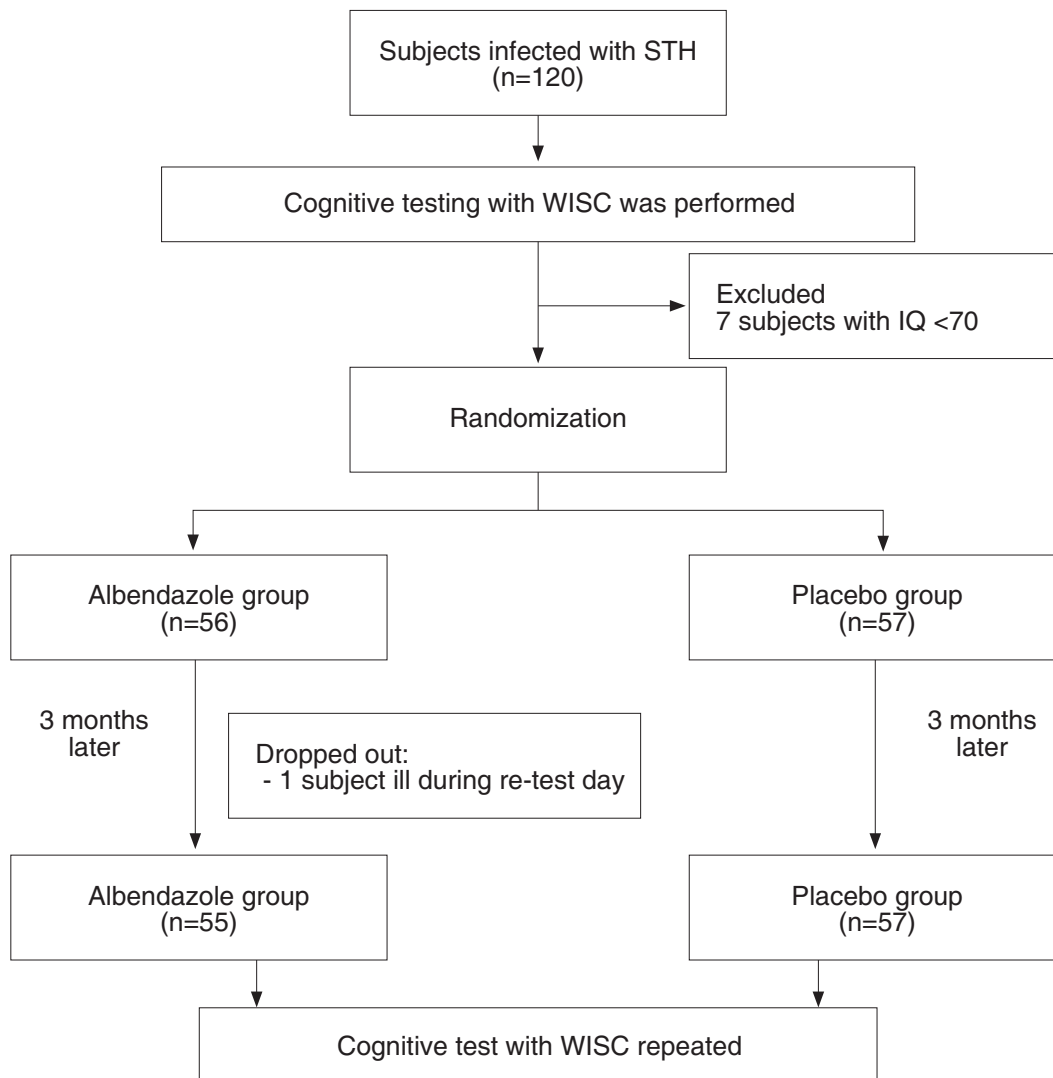 Subjects infected with STH
(n=120)
Cognitive testing with WISC was performed
Excluded
7 subjects with IQ <70
Randomization
Albendazole group
(n=56)
Placebo group
(n=57)
3 months
later
Dropped out:
- 1 subject ill during re-test day
3 months
later
Albendazole group
(n=55)
Placebo group
(n=57)
Cognitive test with WISC repeated